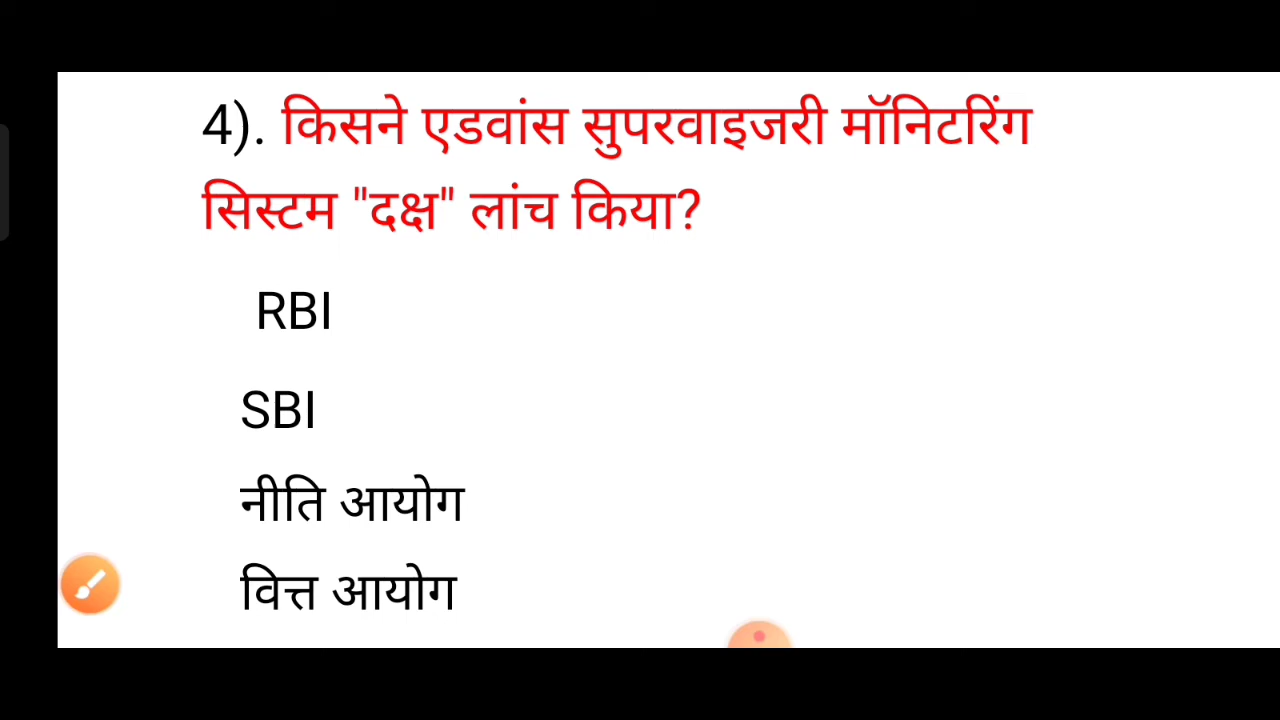 4). किसने एडवांस सुपरवाइजरी मॉनिटरिंग
सिस्टम "दक्ष" लांच किया?
RBI
SBI
नीति आयोग
वित्त आयोग